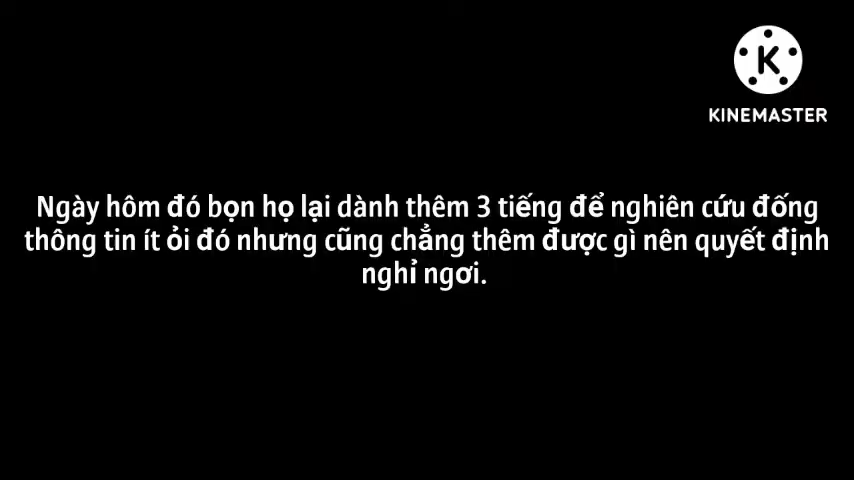 K
KINEMASTER
Ngày hôm đó bọn họ lại dành thêm 3 tiếng để nghiên cứu đống
thông tin ít ỏi đó nhưng cũng chẳng thêm được gì nên quyết định
nghỉ ngơi.